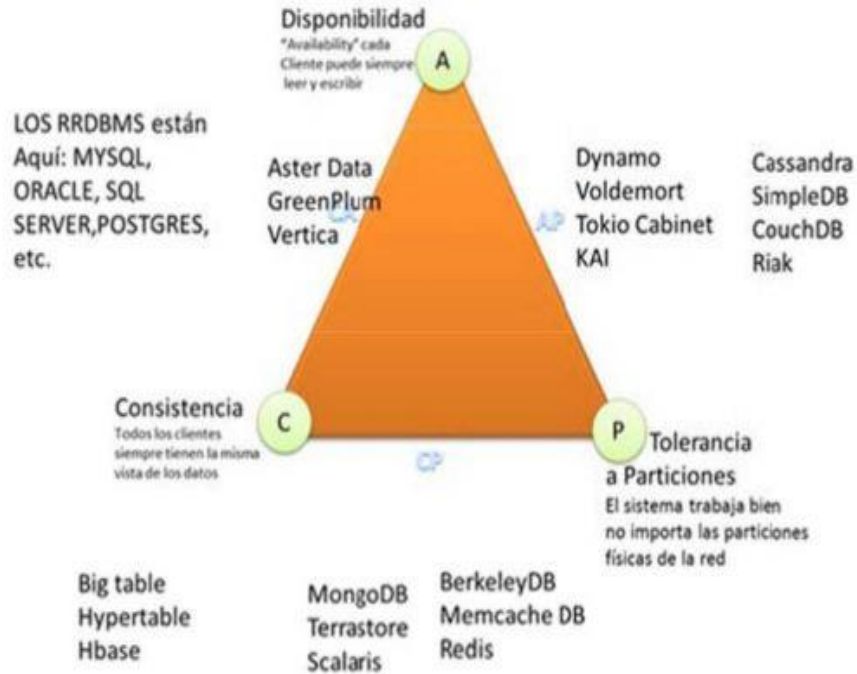 Disponibilidad
"Availability" cada
Cliente puede siempre
leer y escribir
A
LOS RRDBMS están
Aquí: MYSQL,
ORACLE, SQL
SERVER,POSTGRES,
etc.
Aster Data
GreenPlum
Vertica
CA
AP
Dynamo
Voldemort
Tokio Cabinet
KAI
Cassandra
SimpleDB
CouchDB
Riak
Consistencia
Todos los clientes
siempre tienen la misma
vista de los datos
C
CP
P
Tolerancia
a Particiones
El sistema trabaja bien
no importa las particiones
físicas de la red
Big table
Hypertable
Hbase
MongoDB
Terrastore
Scalaris
BerkeleyDB
Memcache DB
Redis